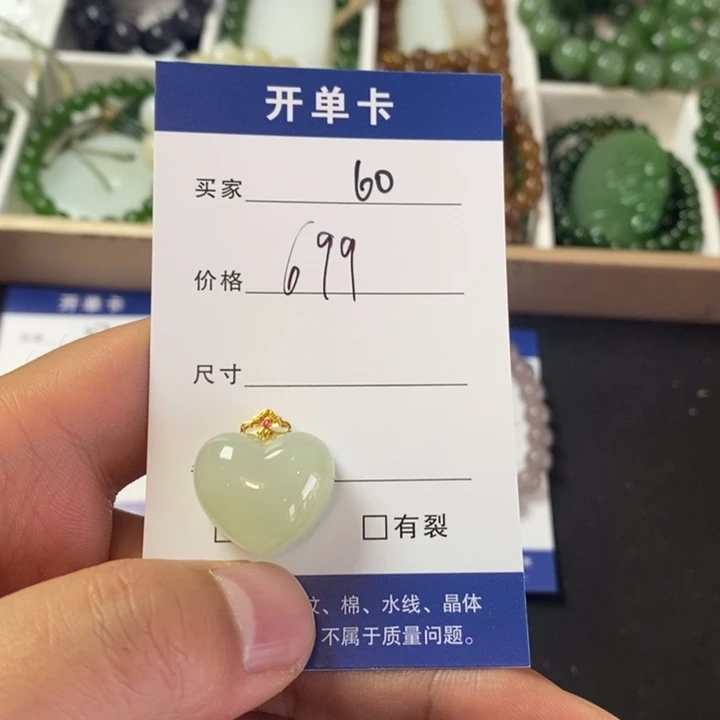 开单卡
买家 60
价格 699
尺寸
有裂
纹、棉、水线、晶体
不属于质量问题。
开单卡